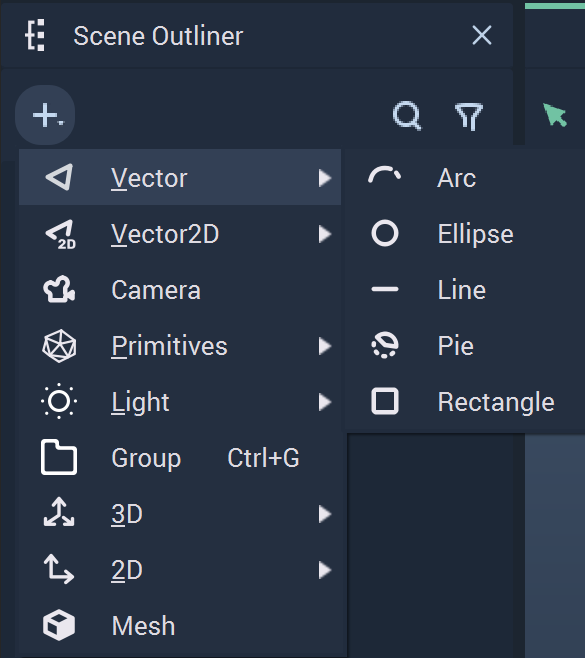 Scene Outliner
Vector
Vector2D
Camera
Primitives
Light
Group Ctrl+G
3D
2D
Mesh
Arc
Ellipse
Line
Pie
Rectangle
2D